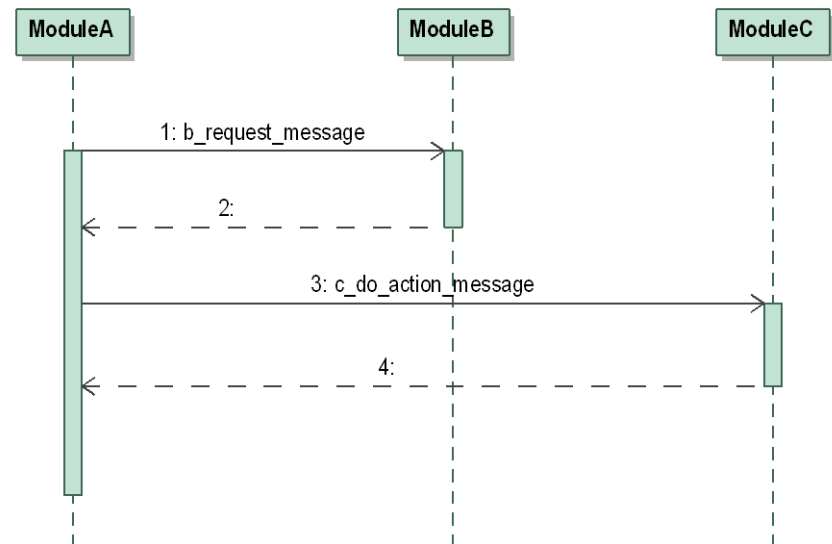 ModuleA
ModuleB
ModuleC
1: b_request_message
2:
3: c_do_action_message
4: